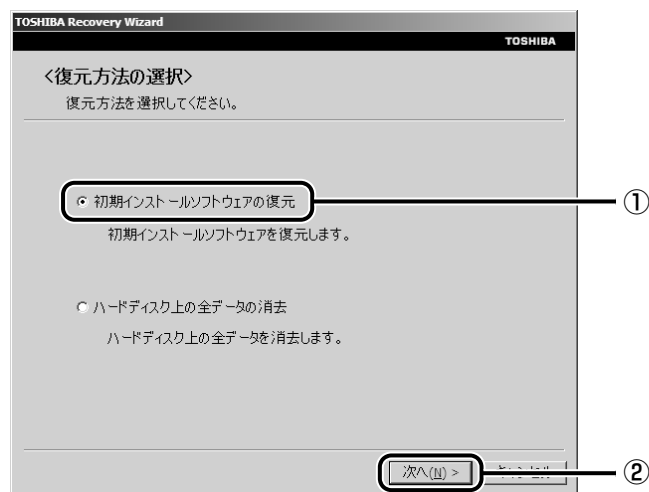 TOSHIBA Recovery Wizard
TOSHIBA
<復元方法の選択>
復元方法を選択してください。
初期インストールソフトウェアの復元
①
初期インストールソフトウェアを復元します。
ハードディスク上の全データの消去
ハードディスク上の全データを消去します。
次へ(N) >
②